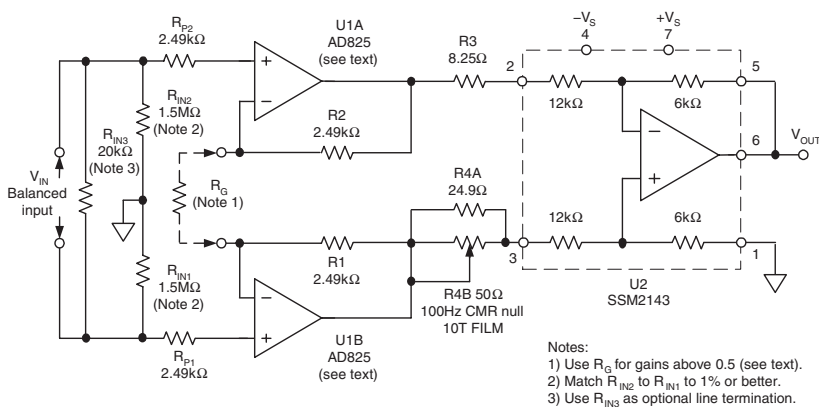 R_P2
2.49kΩ
U1A
AD825
(see text)
R3
8.25Ω
–V_S
4
+V_S
7
2
12kΩ
6kΩ
5
+
–
R_IN2
1.5MΩ
(Note 2)
R2
2.49kΩ
R_IN3
20kΩ
(Note 3)
V_IN
Balanced
input
R_G
(Note 1)
–
+
6
V_OUT
R4A
24.9Ω
12kΩ
6kΩ
3
1
R1
2.49kΩ
R_IN1
1.5MΩ
(Note 2)
–
+
R4B 50Ω
100Hz CMR null
10T FILM
U2
SSM2143
R_P1
2.49kΩ
U1B
AD825
(see text)
Notes:
1) Use R_G for gains above 0.5 (see text).
2) Match R_IN2 to R_IN1 to 1% or better.
3) Use R_IN3 as optional line termination.